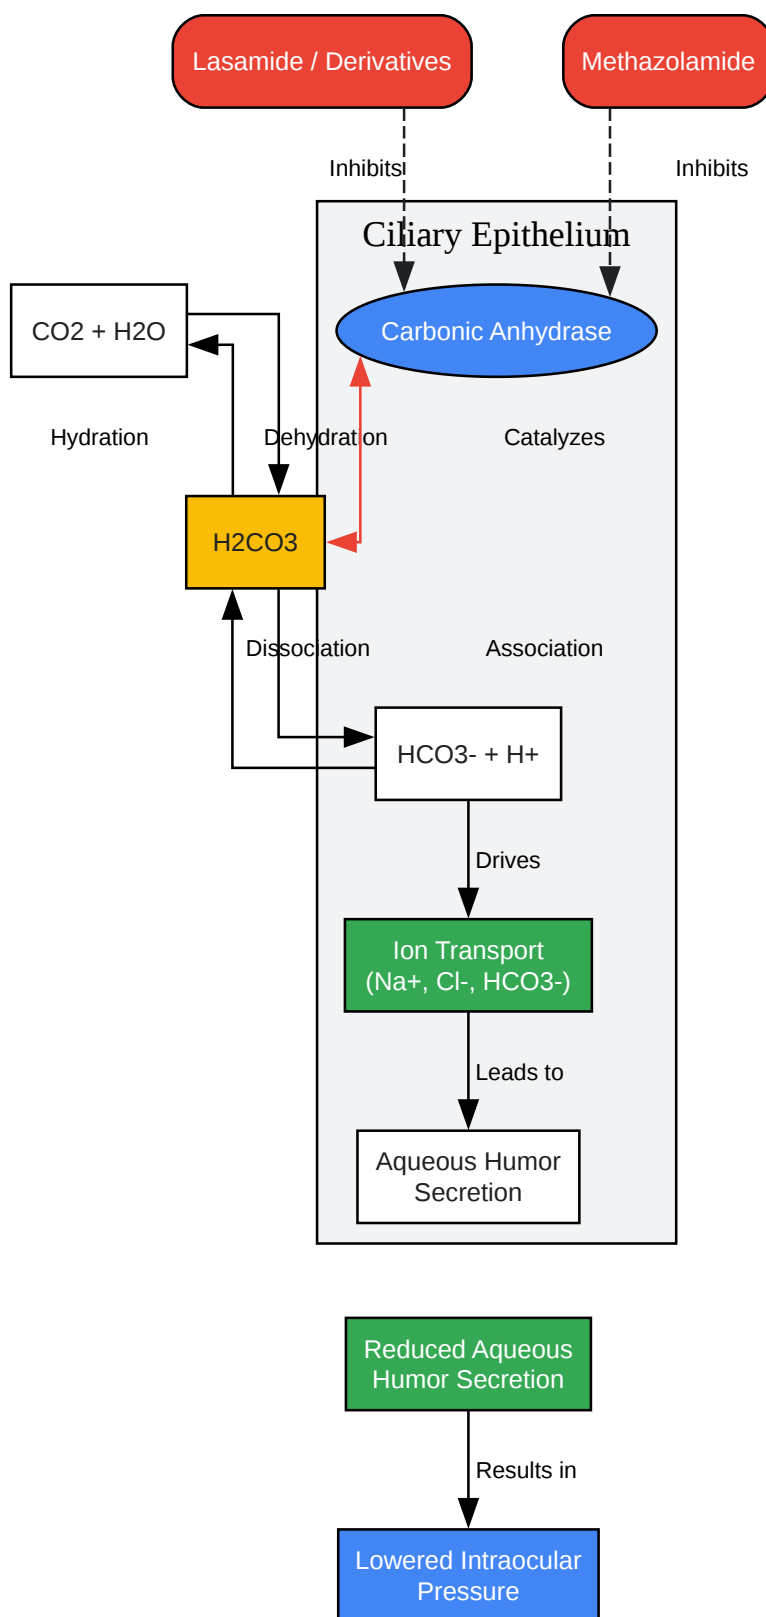 Lasamide / Derivatives
Methazolamide
Inhibits
Inhibits
Ciliary Epithelium
CO2 + H2O
Carbonic Anhydrase
Hydration
Dehydration
Catalyzes
H2CO3
Dissociation
Association
HCO3- + H+
Drives
Ion Transport
(Na+, Cl-, HCO3-)
Leads to
Aqueous Humor
Secretion
Reduced Aqueous
Humor Secretion
Results in
Lowered Intraocular
Pressure